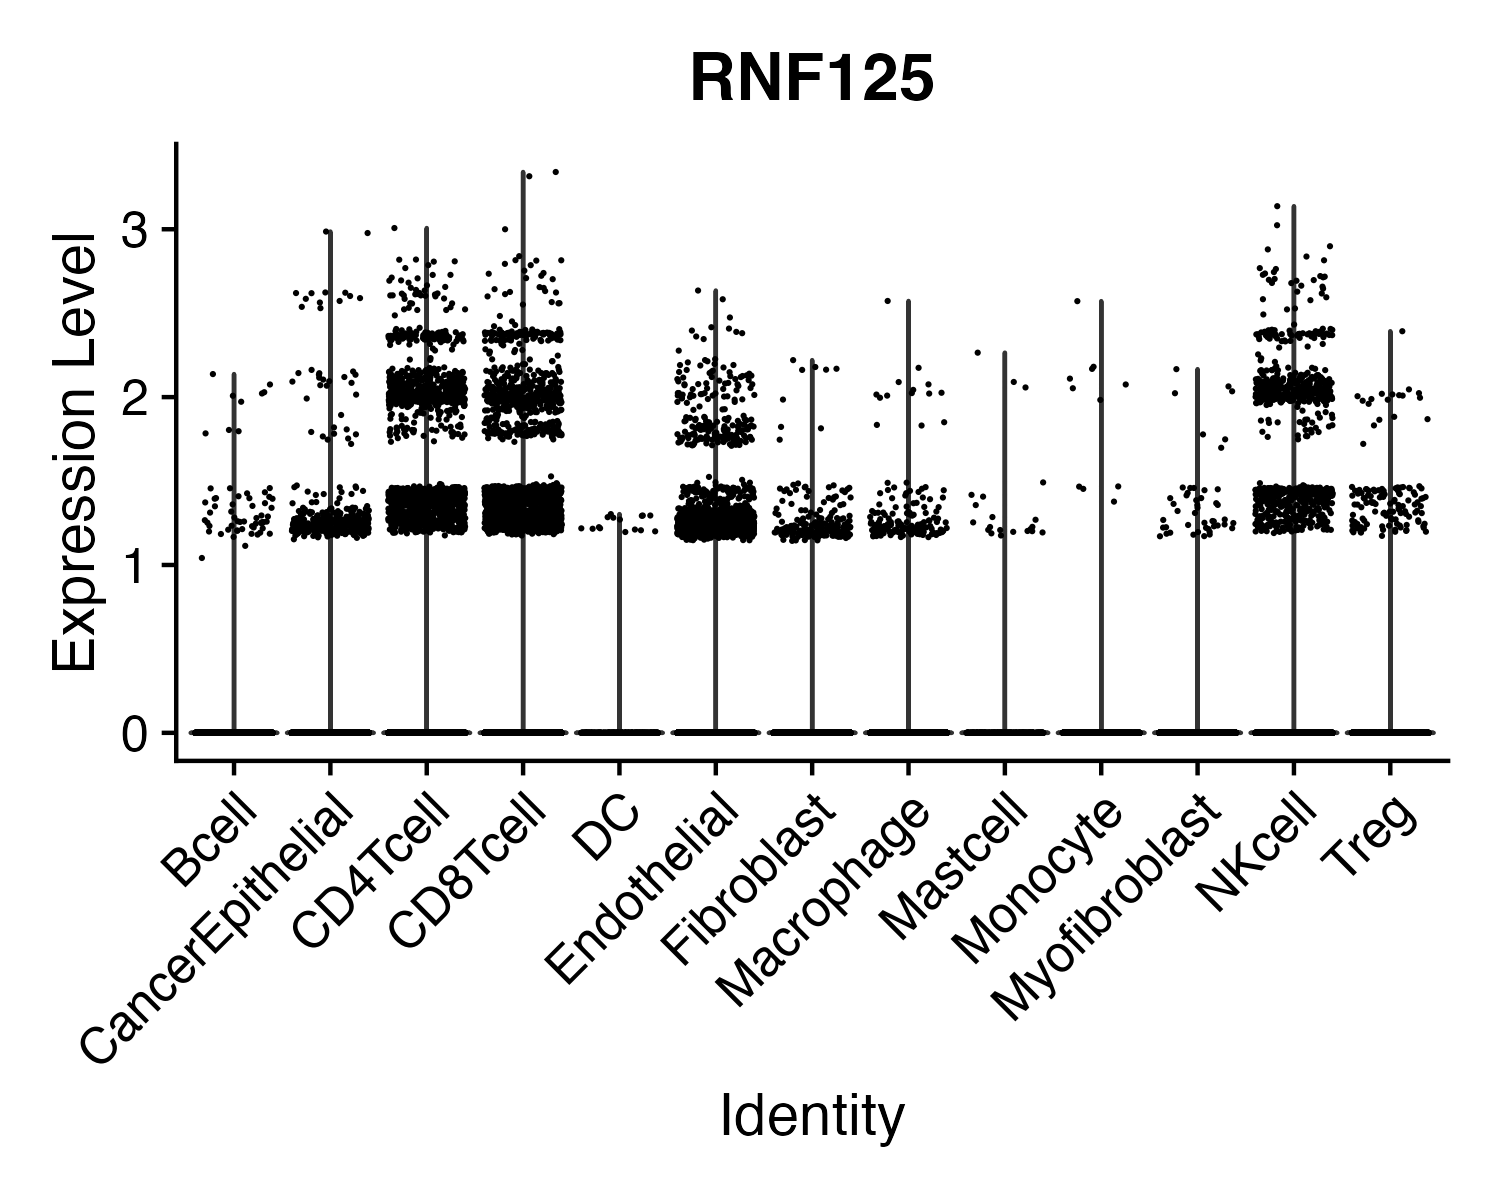 RNF125
Expression Level
3
2
1
0
Bcell
CancerEpithelial
CD4Tcell
CD8Tcell
DC
Endothelial
Fibroblast
Macrophage
Mastcell
Monocyte
Myofibroblast
NKcell
Treg
Identity